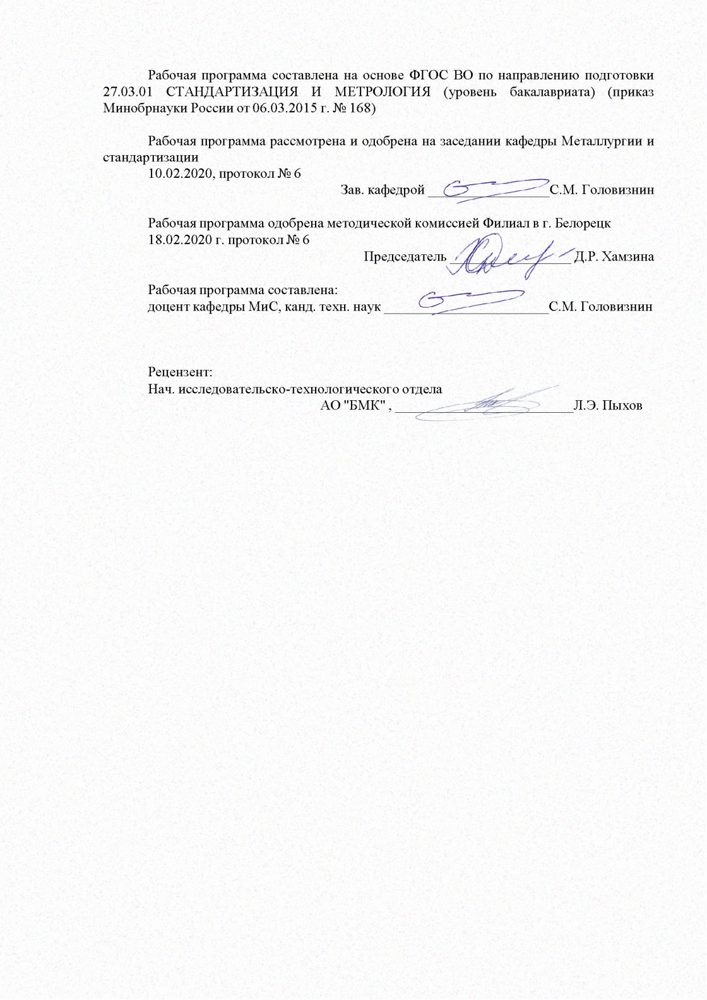 Рабочая программа составлена на основе ФГОС ВО по направлению подготовки
27.03.01 СТАНДАРТИЗАЦИЯ И МЕТРОЛОГИЯ (уровень бакалавриата) (приказ
Минобрнауки России от 06.03.2015 г. № 168)
Рабочая программа рассмотрена и одобрена на заседании кафедры Металлургии и
стандартизации
10.02.2020, протокол № 6
Зав. кафедрой _________________С.М. Головизнин
Рабочая программа одобрена методической комиссией Филиал в г. Белорецк
18.02.2020 г. протокол № 6
Председатель _________________ Д.Р. Хамзина
Рабочая программа составлена:
доцент кафедры МиС, канд. техн. наук _______________________С.М. Головизнин
Рецензент:
Нач. исследовательско-технологического отдела
АО "БМК" , _________________________Л.Э. Пыхов